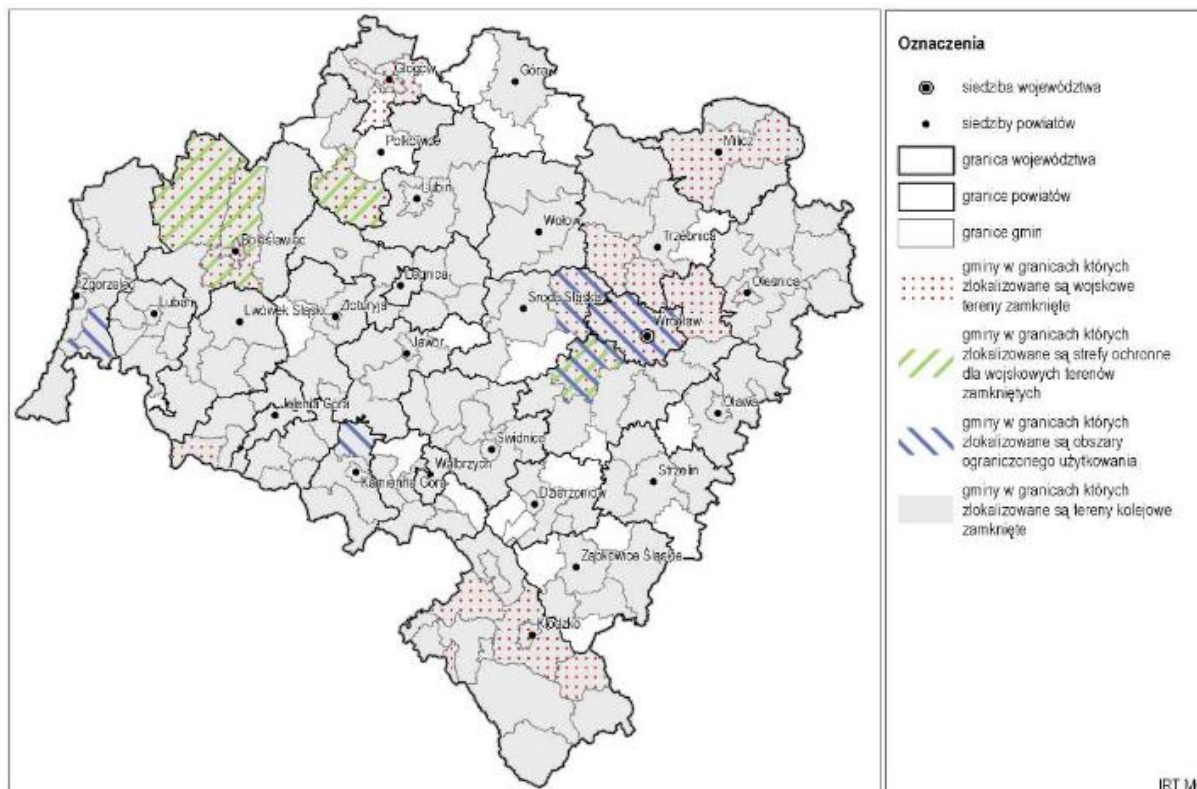 Głogów
Góra
Polkowice
Milicz
Lubin
Wołów
Trzebnica
Bolesławiec
Oleśnica
Zgorzelec
Legnica
Środa Śląska
Lubań
Lwówek Śląski
Złotoryja
Wrocław
Jawor
Jelenia Góra
Oława
Świdnica
Wałbrzych
Kamienna Góra
Strzelin
Dzierżoniów
Ząbkowice Śląskie
Kłodzko
Oznaczenia
siedziba województwa
siedziby powiatów
granica województwa
granice powiatów
granice gmin
gminy w granicach których
zlokalizowane są wojskowe
tereny zamknięte
gminy w granicach których
zlokalizowane są strefy ochronne
dla wojskowych terenów
zamkniętych
gminy w granicach których
zlokalizowane są obszary
ograniczonego użytkowania
gminy w granicach których
zlokalizowane są tereny kolejowe
zamknięte
IRT